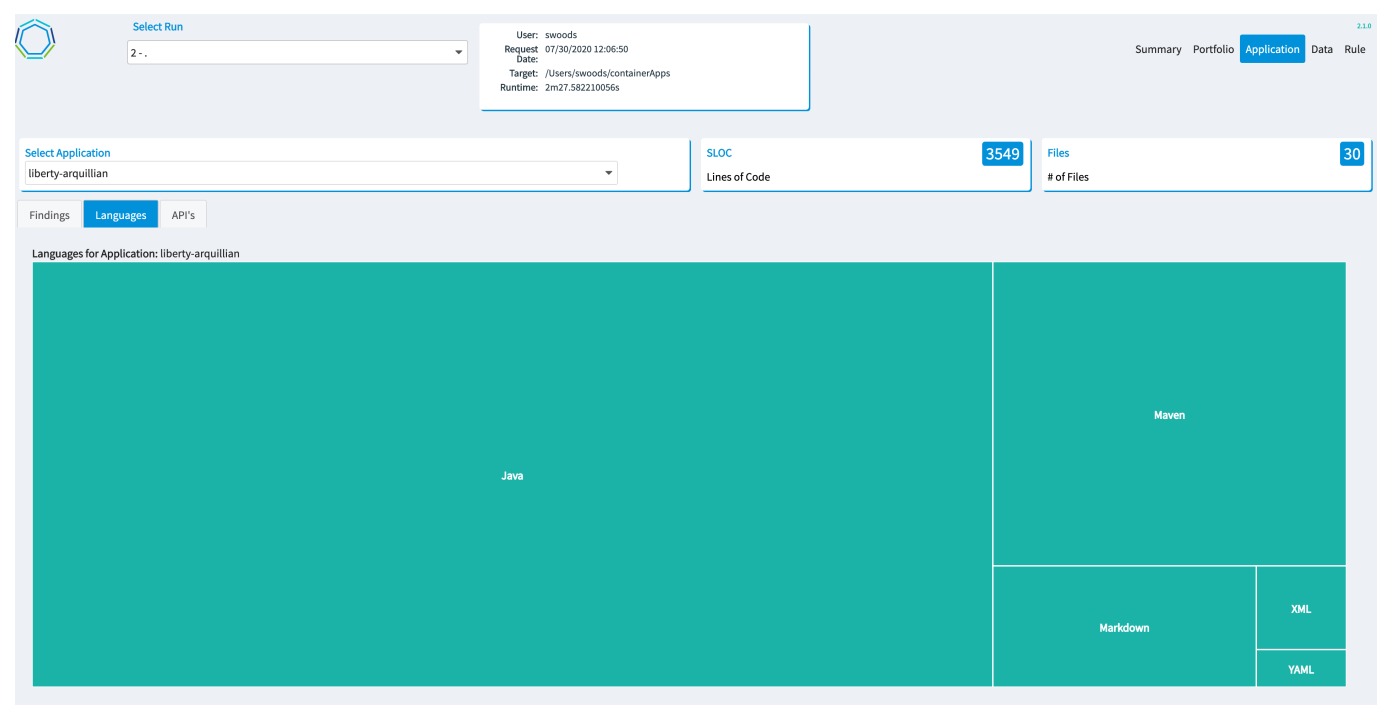 Select Run
2 - .
User: swoods
Request Date: 07/30/2020 12:06:50
Target: /Users/swoods/containerApps
Runtime: 2m27.582210056s
2.1.0
Summary Portfolio Application Data Rule
Select Application
liberty-arquillian
SLOC 3549
Lines of Code
Files 30
# of Files
Findings Languages API's
Languages for Application: liberty-arquillian
Java
Maven
Markdown
XML
YAML